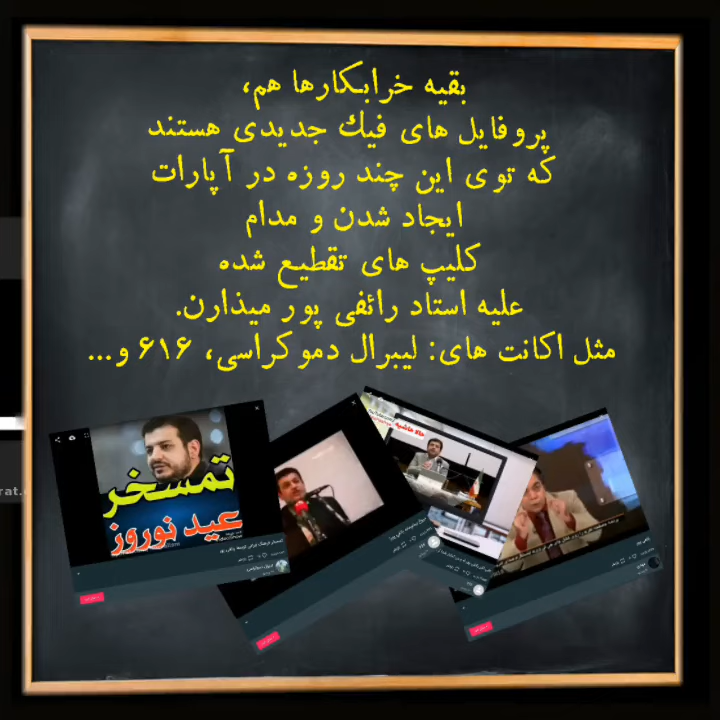 بقیه خرابکارها هم،
پروفایل های فیك جدیدی هستند
که توی این چند روزه در آپارات
ایجاد شدن و مدام
کلیپ های تقطیع شده
علیه استاد رائفی پور میذارن.
مثل اکانت های: لیبرال دموکراسی، ۶۱۶ و...
تمسخر
عید نوروز